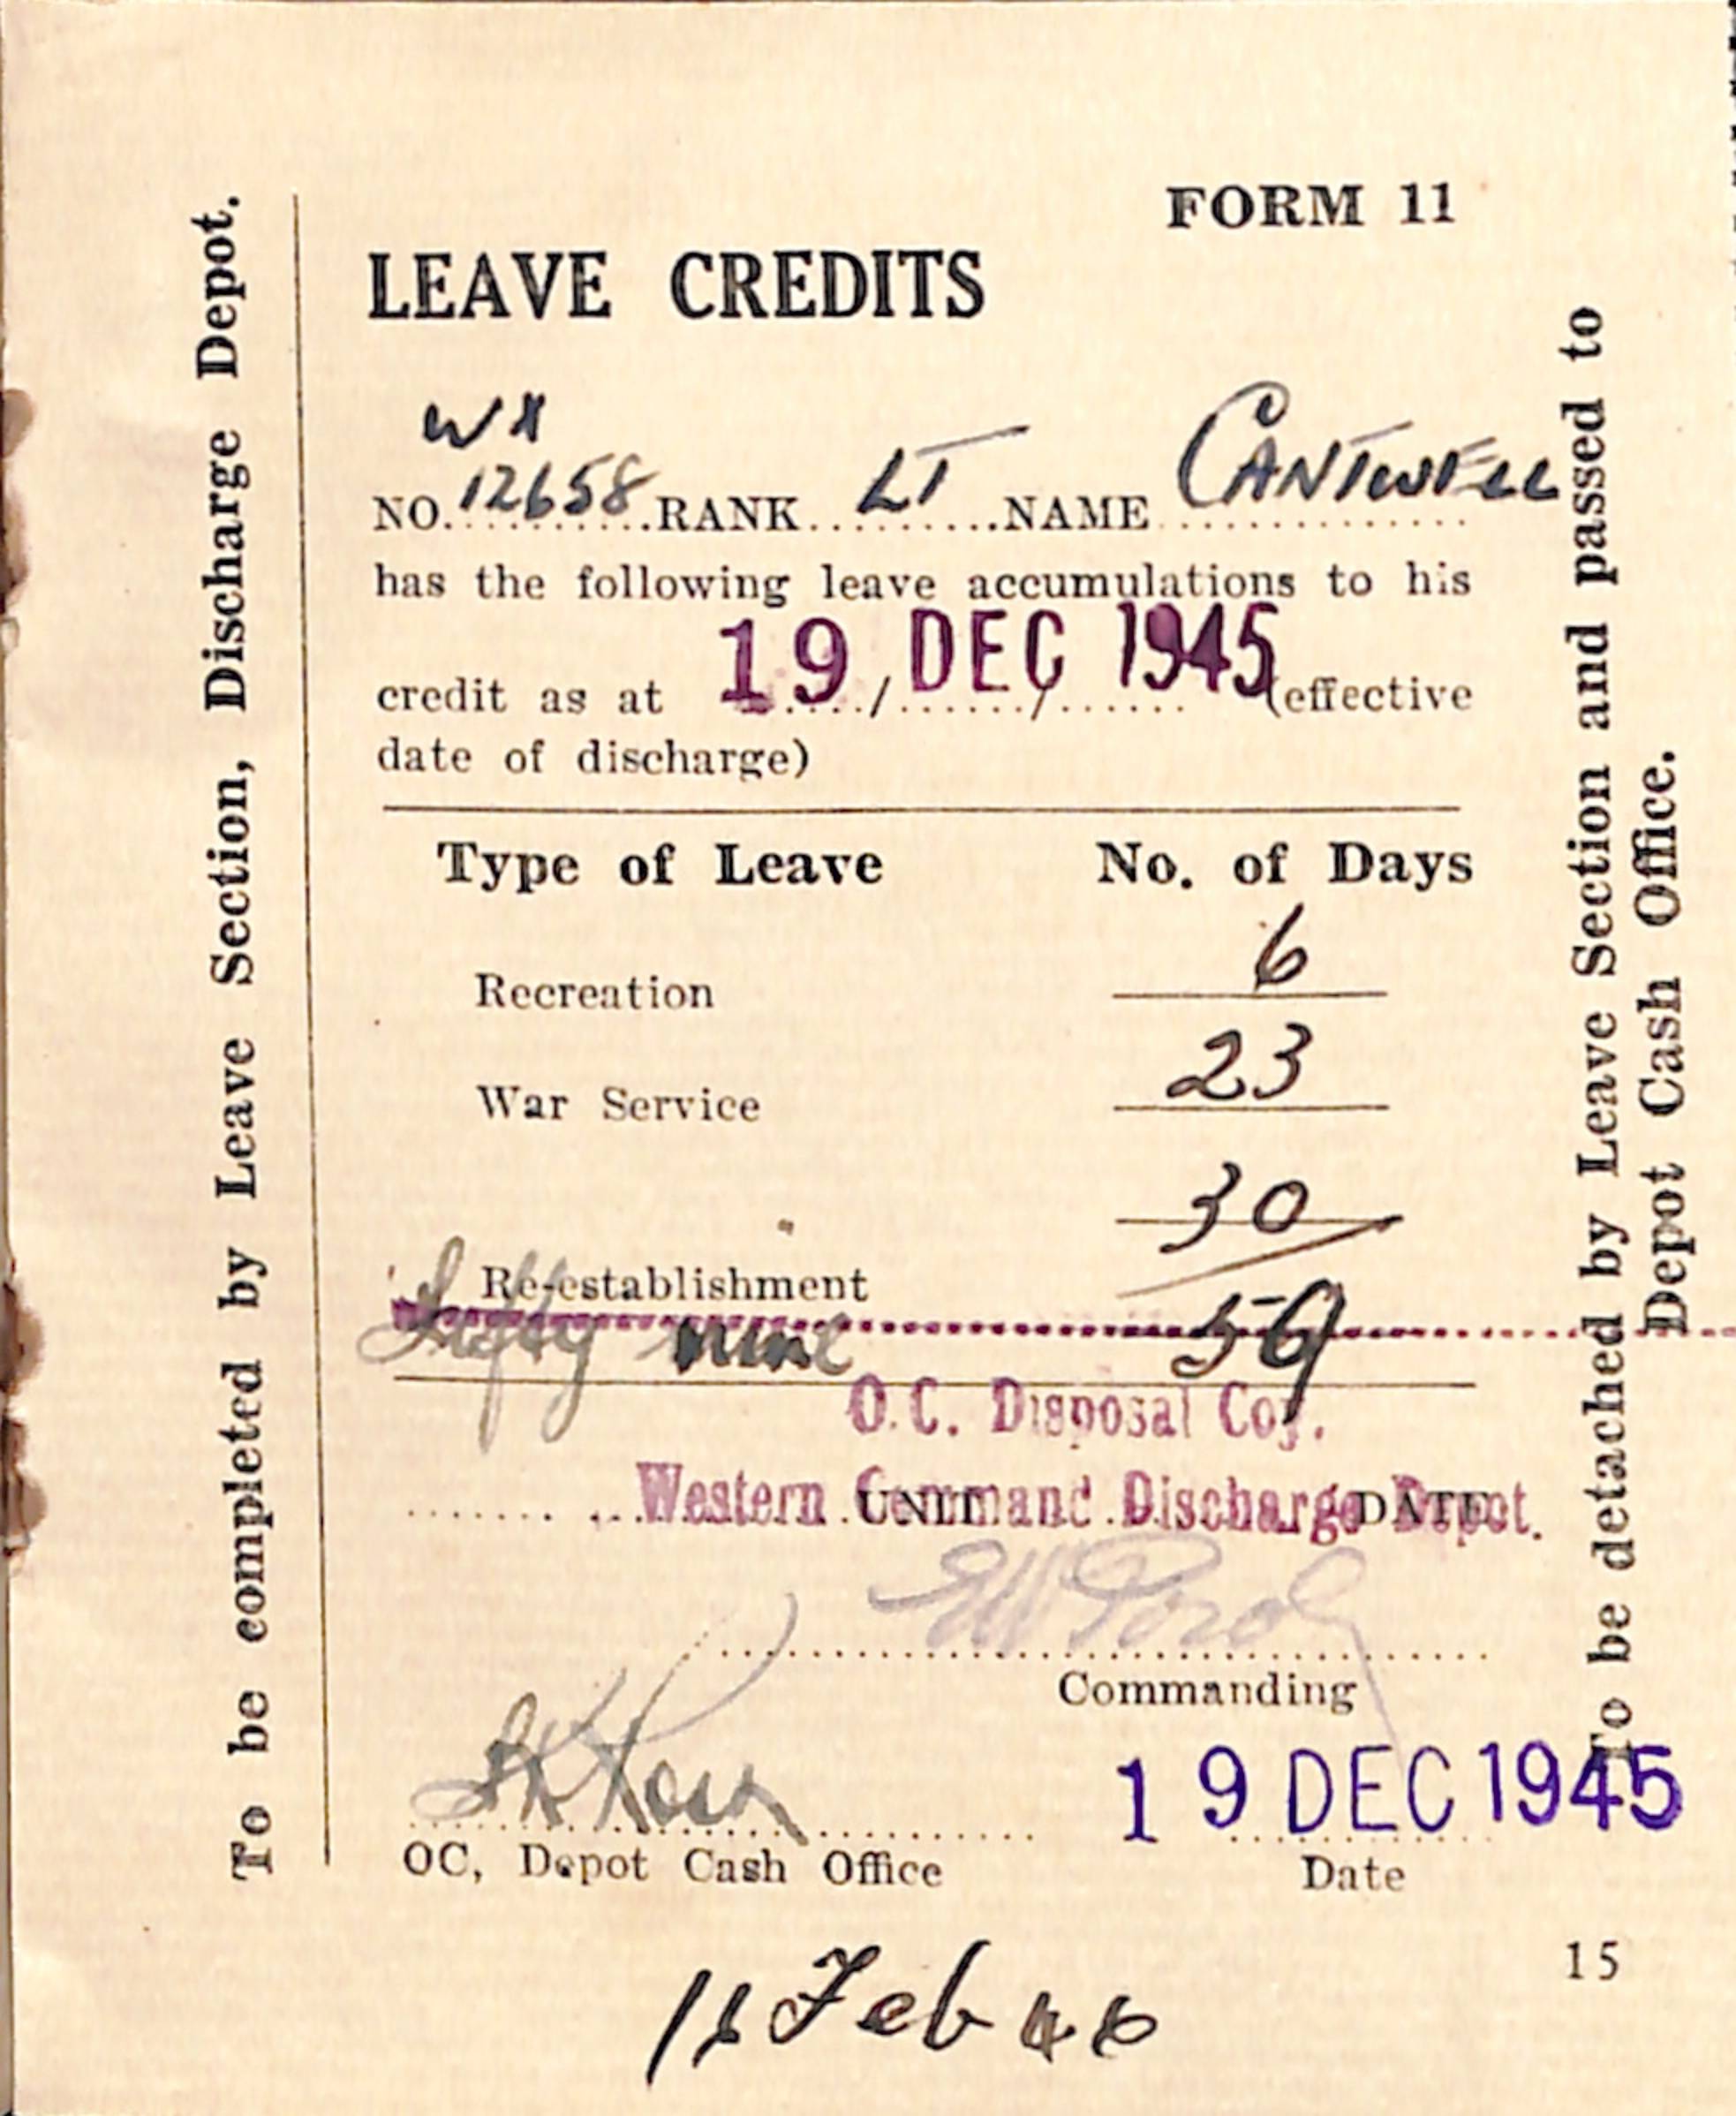 FORM 11
LEAVE CREDITS
WX
NO. 12658 RANK LT NAME CANTWELL
has the following leave accumulations to his
credit as at 19 DEC 1945 (effective
date of discharge)
Type of Leave No. of Days
Recreation 6
War Service 23
30
Re-establishment
Fifty nine 59
O.C. Disposal Coy.
Western Command Discharge Depot.
UNIT DATE
Commanding
19 DEC 1945
OC, Depot Cash Office Date
15
Feb 46
To be completed by Leave Section, Discharge Depot.
To be detached by Leave Section and passed to
Depot Cash Office.